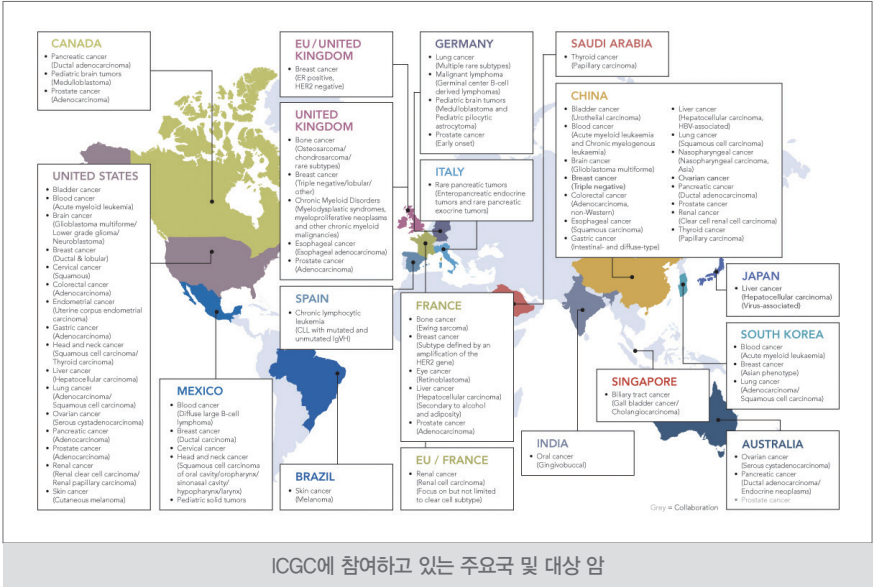 CANADA
• Pancreatic cancer
(Ductal adenocarcinoma)
• Pediatric brain tumors
(Medulloblastoma)
• Prostate cancer
(Adenocarcinoma)
UNITED STATES
• Bladder cancer
• Blood cancer
(Acute myeloid leukemia)
• Brain cancer
(Glioblastoma multiforme/
Lower grade glioma/
Neuroblastoma)
• Breast cancer
(Ductal & lobular)
• Cervical cancer
(Squamous)
• Colorectal cancer
(Adenocarcinoma)
• Endometrial cancer
(Uterine corpus endometrial
carcinoma)
• Gastric cancer
(Adenocarcinoma)
• Head and neck cancer
(Squamous cell carcinoma/
Thyroid carcinoma)
• Liver cancer
(Hepatocellular carcinoma)
• Lung cancer
(Adenocarcinoma/
Squamous cell carcinoma)
• Ovarian cancer
(Serous cystadenocarcinoma)
• Pancreatic cancer
(Adenocarcinoma)
• Prostate cancer
(Adenocarcinoma)
• Renal cancer
(Renal clear cell carcinoma/
Renal papillary carcinoma)
• Skin cancer
(Cutaneous melanoma)
MEXICO
• Blood cancer
(Diffuse large B-cell
lymphoma)
• Breast cancer
(Ductal carcinoma)
• Cervical cancer
• Head and neck cancer
(Squamous cell carcinoma
of oral cavity/oropharynx/
sinonasal cavity/
hypopharynx/larynx)
• Pediatric solid tumors
EU / UNITED
KINGDOM
• Breast cancer
(ER positive,
HER2 negative)
UNITED
KINGDOM
• Bone cancer
(Osteosarcoma/
chondrosarcoma/
rare subtypes)
• Breast cancer
(Triple negative/lobular/
other)
• Chronic Myeloid Disorders
(Myelodysplastic syndromes,
myeloproliferative neoplasms
and other chronic myeloid
malignancies)
• Esophageal cancer
(Esophageal adenocarcinoma)
• Prostate cancer
(Adenocarcinoma)
SPAIN
• Chronic lymphocytic
leukemia
(CLL with mutated and
unmutated IgVH)
BRAZIL
• Skin cancer
(Melanoma)
GERMANY
• Lung cancer
(Multiple rare subtypes)
• Malignant lymphoma
(Germinal center B-cell
derived lymphomas)
• Pediatric brain tumors
(Medulloblastoma and
Pediatric pilocytic
astrocytoma)
• Prostate cancer
(Early onset)
ITALY
• Rare pancreatic tumors
(Enteropancreatic endocrine
tumors and rare pancreatic
exocrine tumors)
FRANCE
• Bone cancer
(Ewing sarcoma)
• Breast cancer
(Subtype defined by an
amplification of the
HER2 gene)
• Eye cancer
(Retinoblastoma)
• Liver cancer
(Hepatocellular carcinoma)
(Secondary to alcohol
and adiposity)
• Prostate cancer
(Adenocarcinoma)
EU / FRANCE
• Renal cancer
(Renal cell carcinoma)
(Focus on but not limited
to clear cell subtype)
SAUDI ARABIA
• Thyroid cancer
(Papillary carcinoma)
CHINA
• Bladder cancer
(Urothelial carcinoma)
• Blood cancer
(Acute myeloid leukaemia
and Chronic myelogenous
leukaemia)
• Brain cancer
(Glioblastoma multiforme)
• Breast cancer
(Triple negative)
• Colorectal cancer
(Adenocarcinoma,
non-Western)
• Esophageal cancer
(Squamous carcinoma)
• Gastric cancer
(Intestinal- and diffuse-type)
• Liver cancer
(Hepatocellular carcinoma,
HBV-associated)
• Lung cancer
(Squamous cell carcinoma)
• Nasopharyngeal cancer
(Nasopharyngeal carcinoma,
Asia)
• Ovarian cancer
• Pancreatic cancer
(Ductal adenocarcinoma)
• Prostate cancer
• Renal cancer
(Clear cell renal cell carcinoma)
• Thyroid cancer
(Papillary carcinoma)
JAPAN
• Liver cancer
(Hepatocellular carcinoma)
(Virus-associated)
SOUTH KOREA
• Blood cancer
(Acute myeloid leukaemia)
• Breast cancer
(Asian phenotype)
• Lung cancer
(Adenocarcinoma/
Squamous cell carcinoma)
SINGAPORE
• Biliary tract cancer
(Gall bladder cancer/
Cholangiocarcinoma)
INDIA
• Oral cancer
(Gingivobuccal)
AUSTRALIA
• Ovarian cancer
(Serous cystadenocarcinoma)
• Pancreatic cancer
(Ductal adenocarcinoma/
Endocrine neoplasms)
• Prostate cancer
Grey = Collaboration
ICGC에 참여하고 있는 주요국 및 대상 암